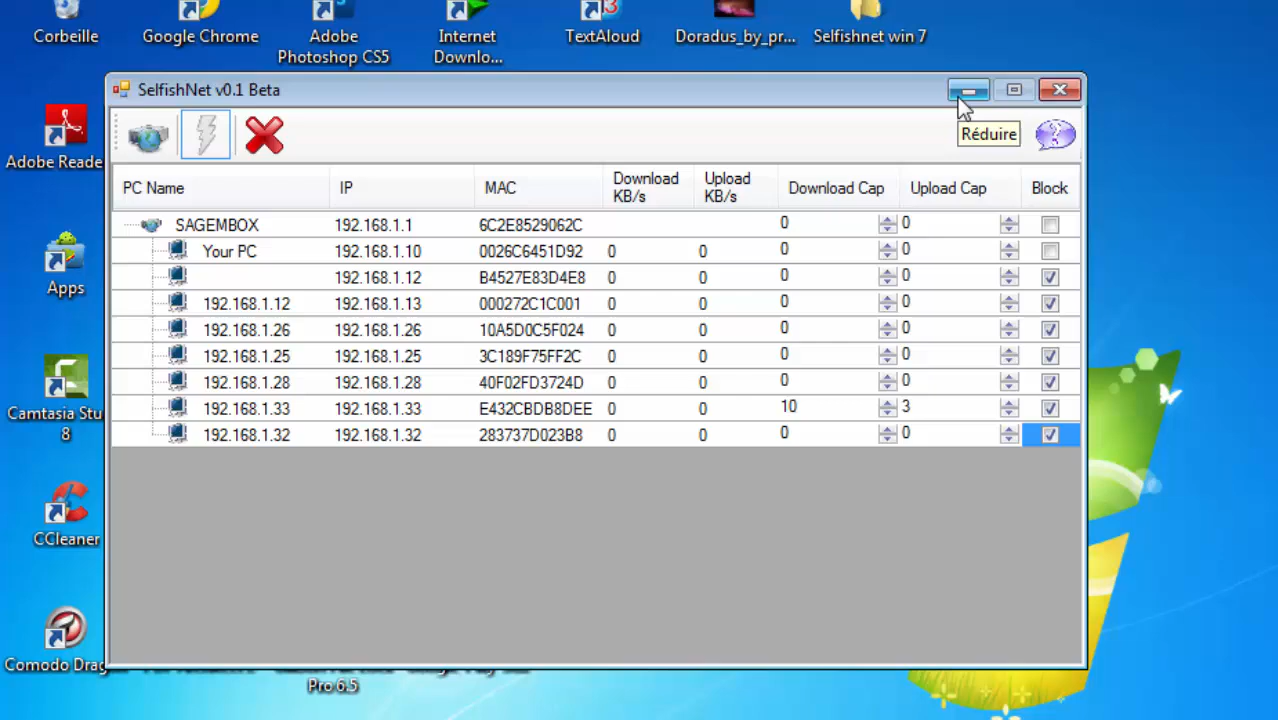 Corbeille
Google Chrome
Adobe
Photoshop CS5
Internet
Downlo...
TextAloud
Doradus_by_pr...
Selfishnet win 7
SelfishNet v0.1 Beta
Réduire
Adobe Reade
Apps
Camtasia Stu
8
CCleaner
Comodo Drag
Pro 6.5
PC Name IP MAC Download KB/s Upload KB/s Download Cap Upload Cap Block
SAGEMBOX 192.168.1.1 6C2E8529062C 0 0
Your PC 192.168.1.10 0026C6451D92 0 0 0 0
192.168.1.12 B4527E83D4E8 0 0 0 0
192.168.1.12 192.168.1.13 000272C1C001 0 0 0 0
192.168.1.26 192.168.1.26 10A5D0C5F024 0 0 0 0
192.168.1.25 192.168.1.25 3C189F75FF2C 0 0 0 0
192.168.1.28 192.168.1.28 40F02FD3724D 0 0 0 0
192.168.1.33 192.168.1.33 E432CBDB8DEE 0 0 10 3
192.168.1.32 192.168.1.32 283737D023B8 0 0 0 0